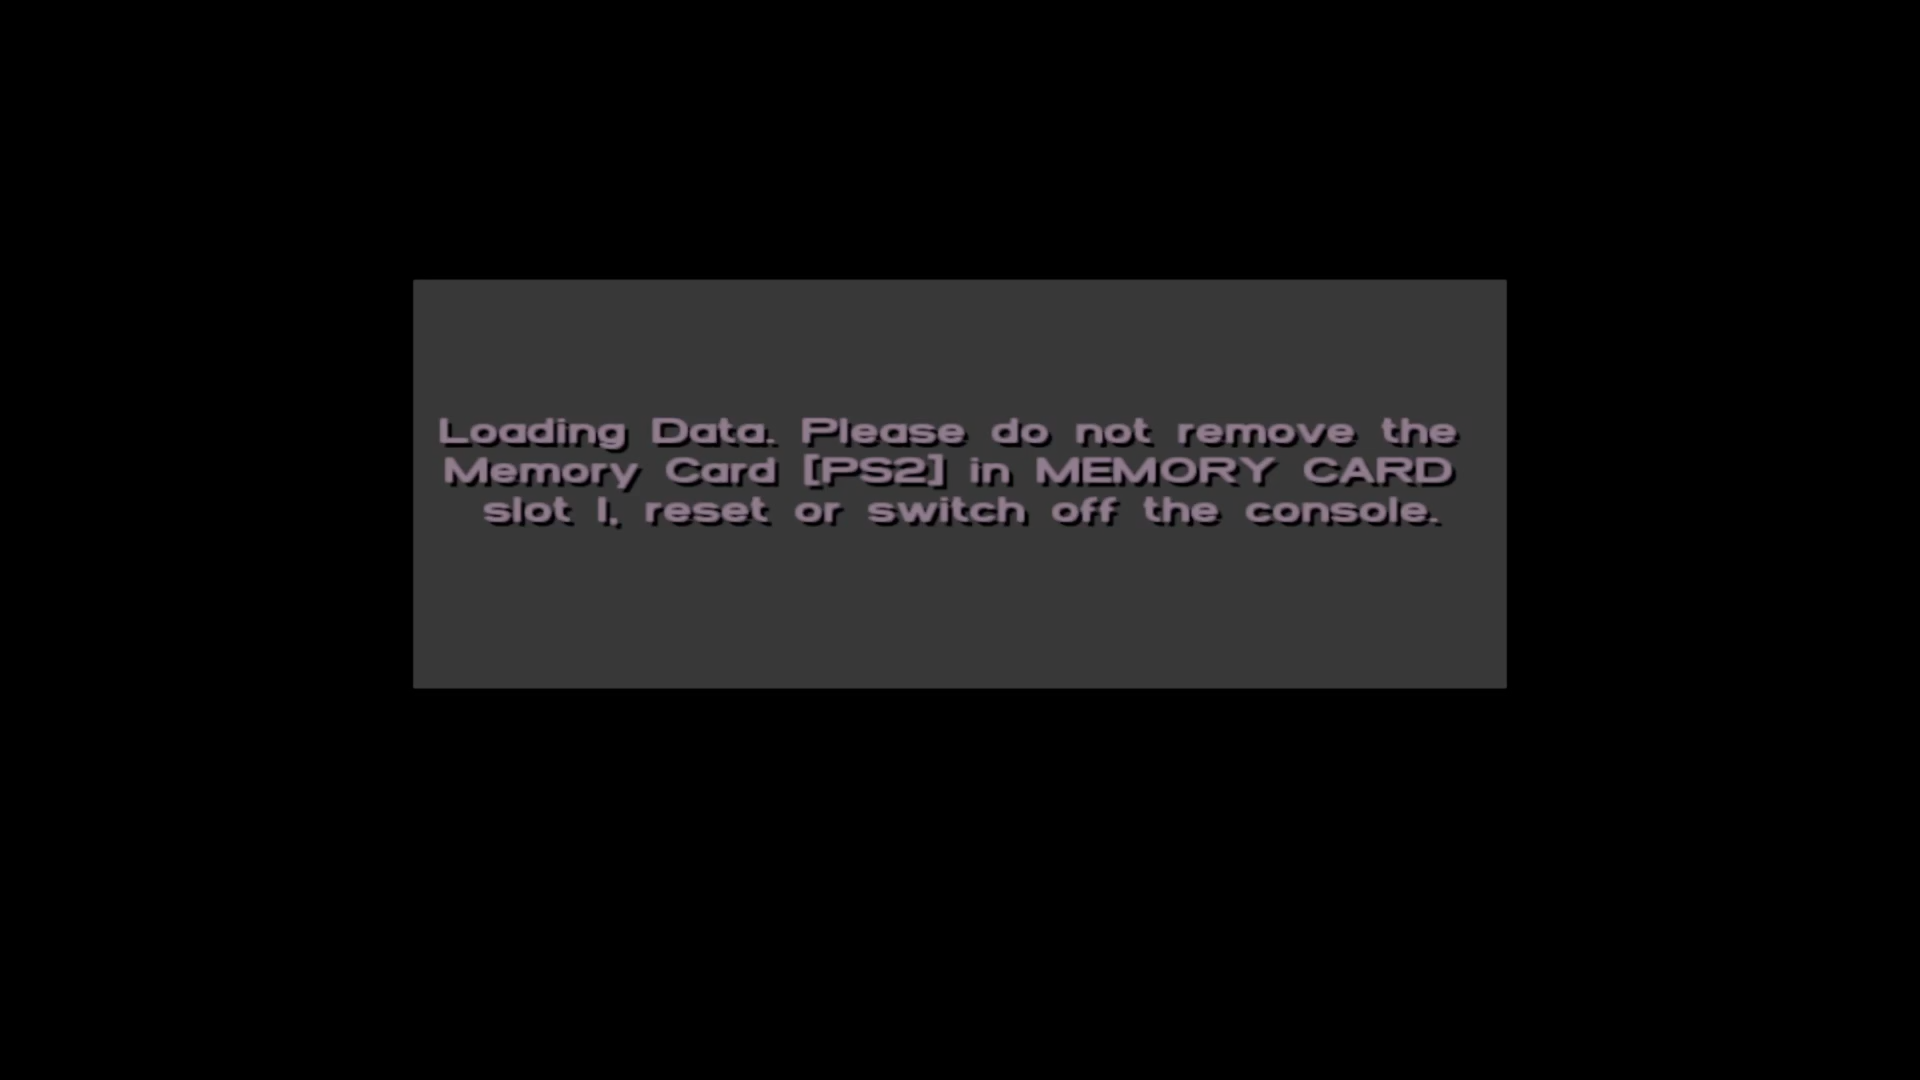 Loading Data. Please do not remove the
Memory Card [PS2] in MEMORY CARD
slot 1, reset or switch off the console.